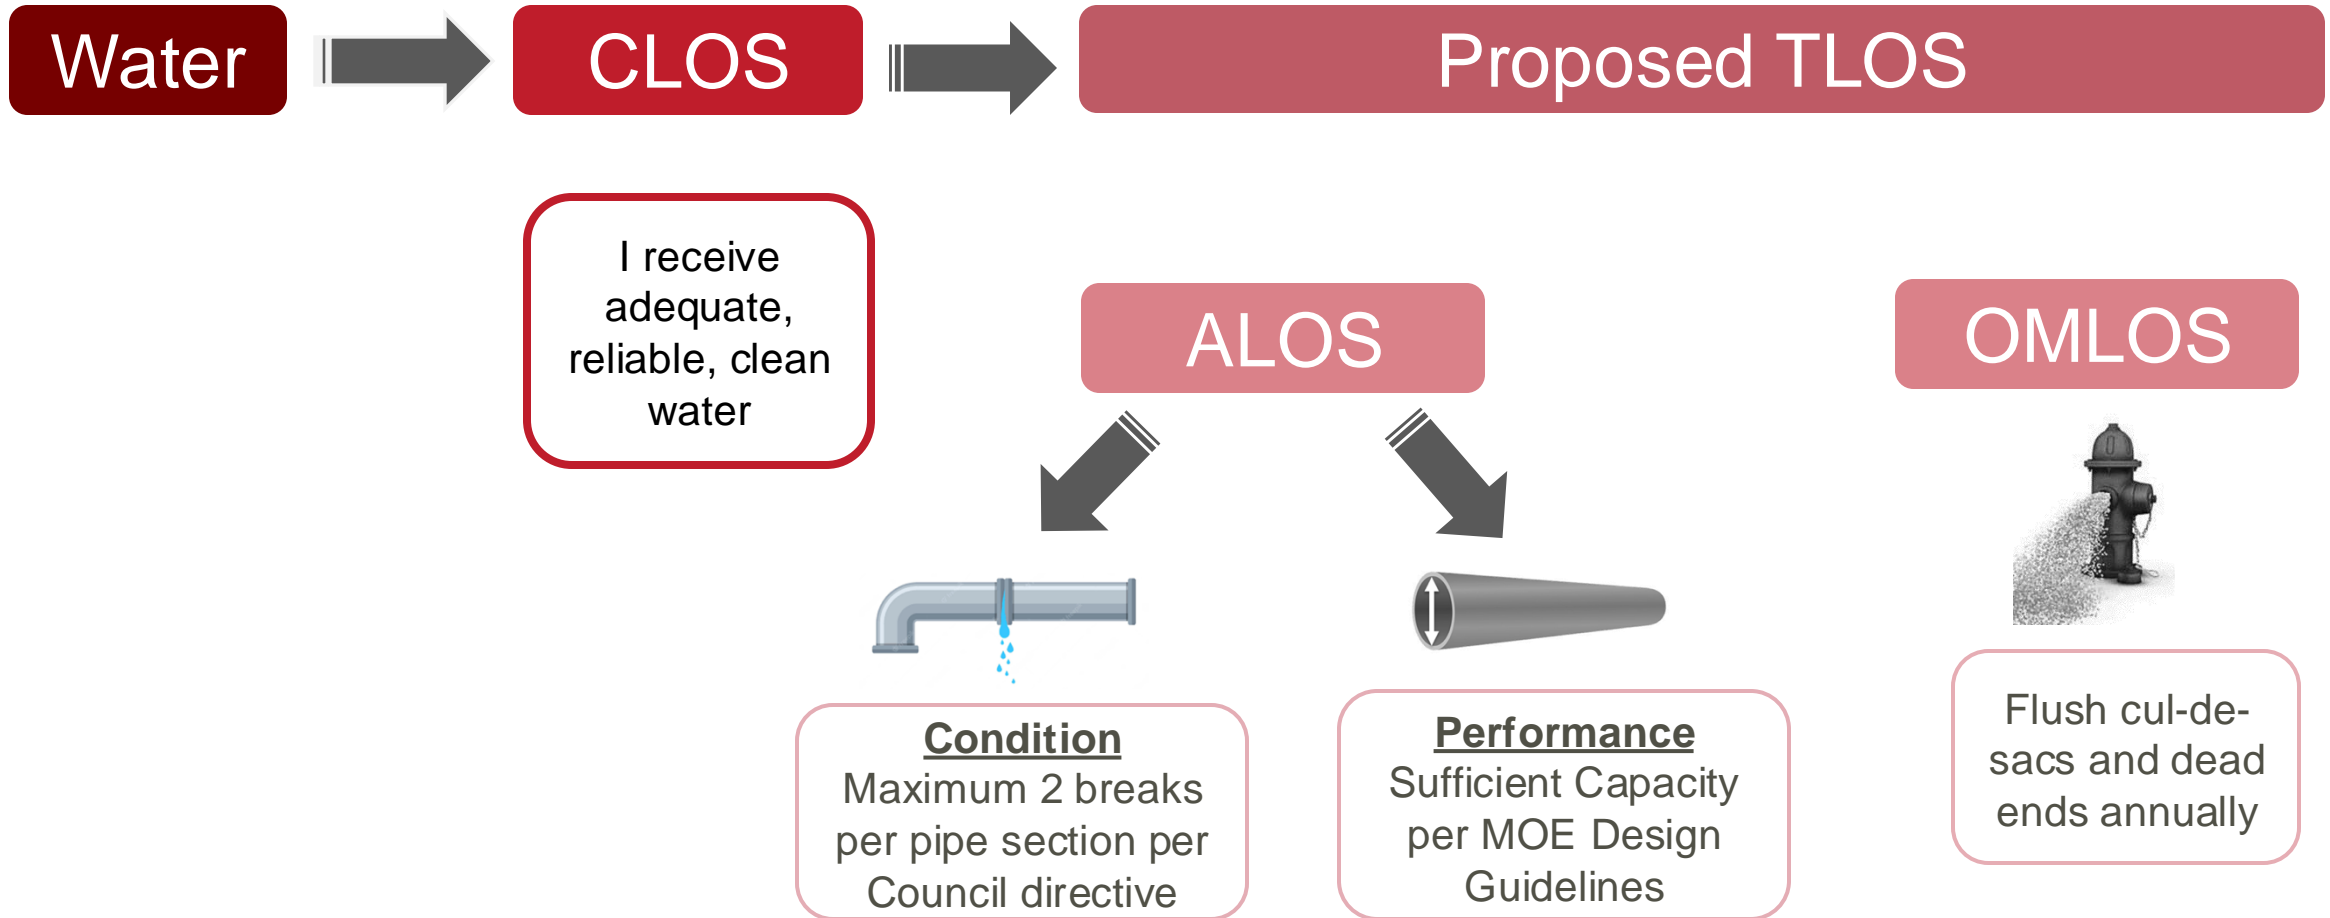 Water
CLOS
Proposed TLOS
I receive
adequate,
reliable, clean
water
ALOS
OMLOS
Condition
Maximum 2 breaks
per pipe section per
Council directive
Performance
Sufficient Capacity
per MOE Design
Guidelines
Flush cul-de-
sacs and dead
ends annually